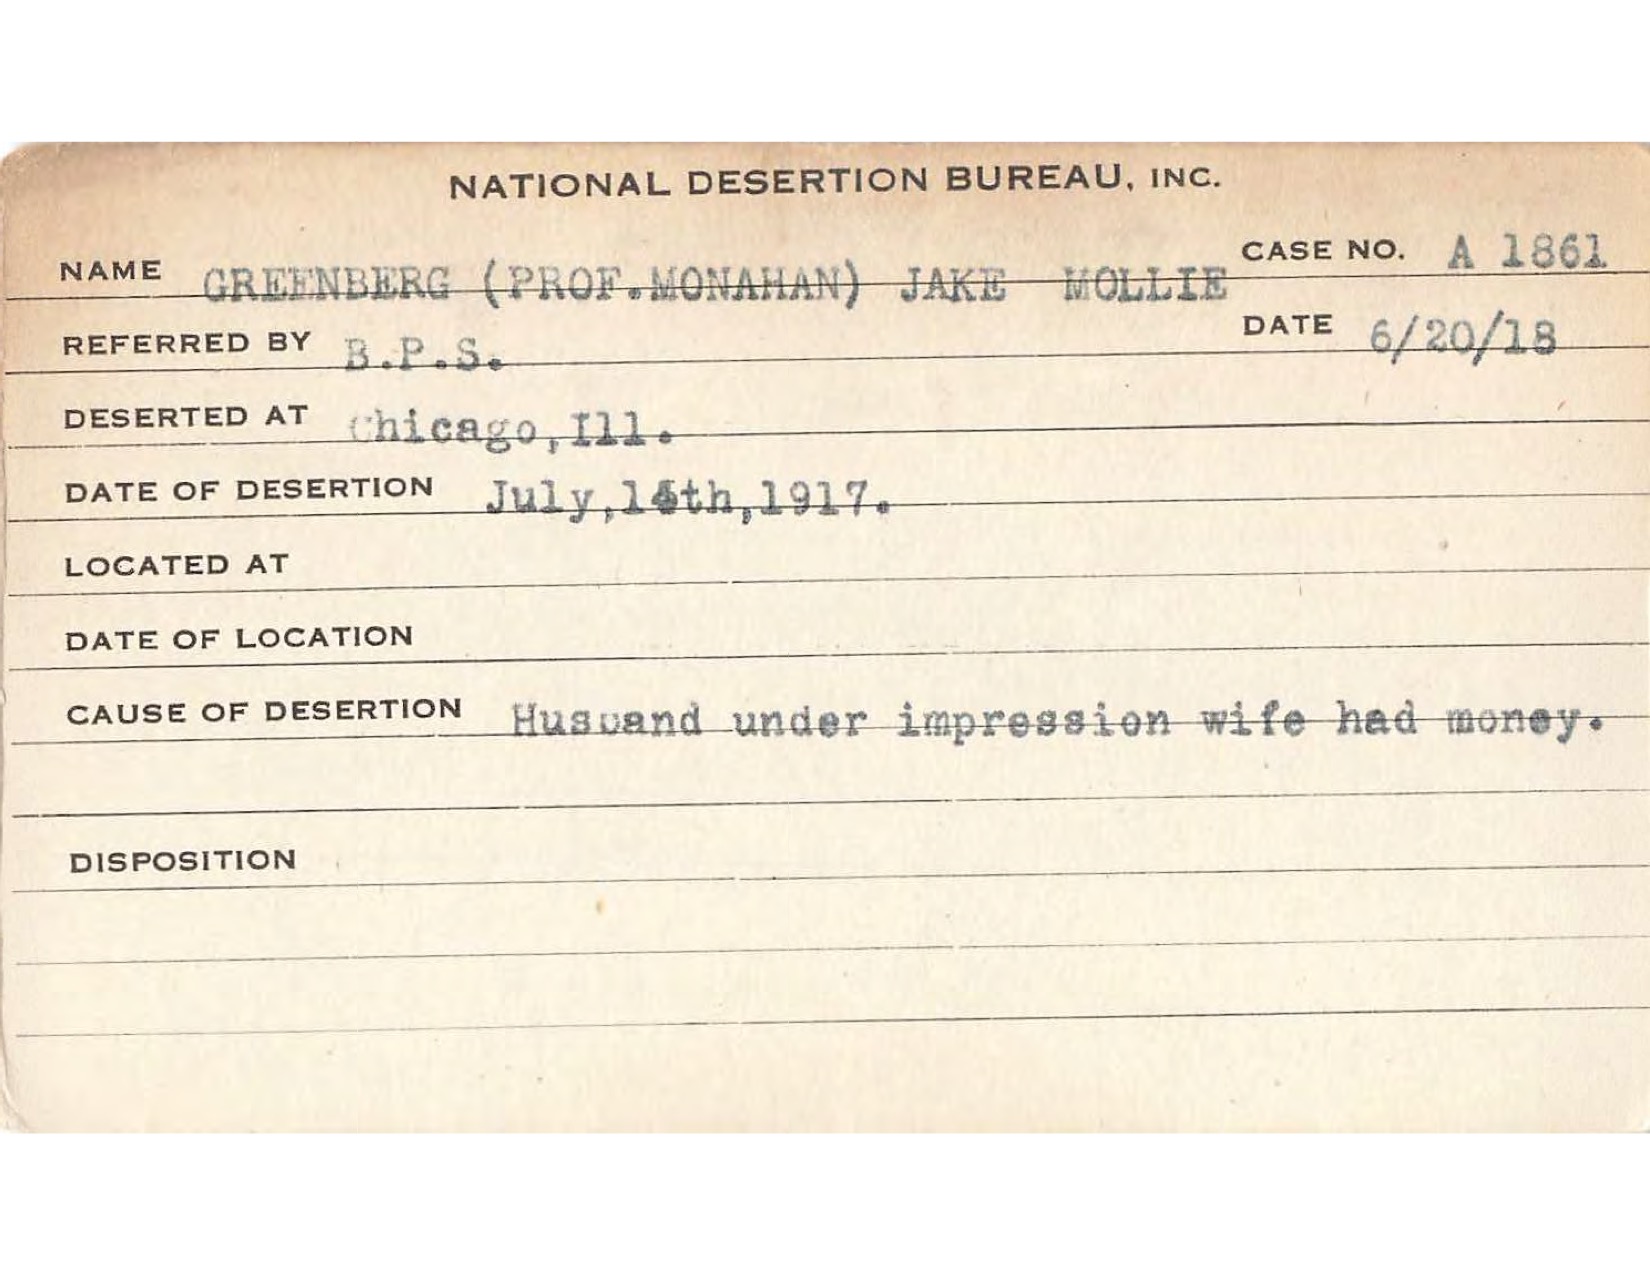 NATIONAL DESERTION BUREAU, INC.
NAME GREENBERG (PROF.MONAHAN) JAKE MOLLIE CASE NO. A 1861
REFERRED BY B.P.S. DATE 6/20/18
DESERTED AT Chicago,Ill.
DATE OF DESERTION July,14th,1917.
LOCATED AT
DATE OF LOCATION
CAUSE OF DESERTION Husband under impression wife had money.
DISPOSITION